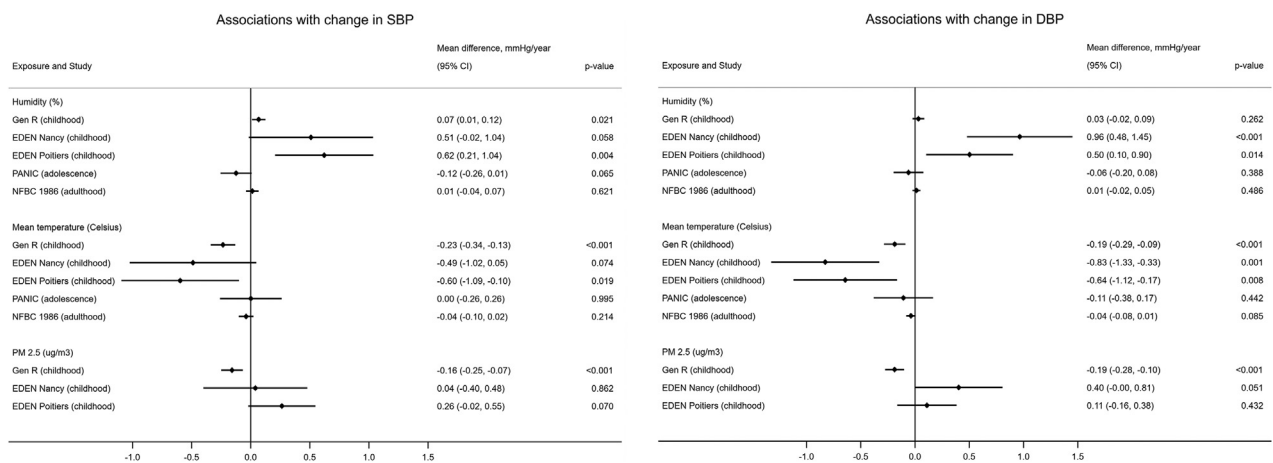 Associations with change in SBP
Mean difference, mmHg/year
Exposure and Study (95% CI) p-value
Humidity (%)
Gen R (childhood) 0.07 (0.01, 0.12) 0.021
EDEN Nancy (childhood) 0.51 (-0.02, 1.04) 0.058
EDEN Poitiers (childhood) 0.62 (0.21, 1.04) 0.004
PANIC (adolescence) -0.12 (-0.26, 0.01) 0.065
NFBC 1986 (adulthood) 0.01 (-0.04, 0.07) 0.621
Mean temperature (Celsius)
Gen R (childhood) -0.23 (-0.34, -0.13) <0.001
EDEN Nancy (childhood) -0.49 (-1.02, 0.05) 0.074
EDEN Poitiers (childhood) -0.60 (-1.09, -0.10) 0.019
PANIC (adolescence) 0.00 (-0.26, 0.26) 0.995
NFBC 1986 (adulthood) -0.04 (-0.10, 0.02) 0.214
PM 2.5 (ug/m3)
Gen R (childhood) -0.16 (-0.25, -0.07) <0.001
EDEN Nancy (childhood) 0.04 (-0.40, 0.48) 0.862
EDEN Poitiers (childhood) 0.26 (-0.02, 0.55) 0.070
-1.0 -0.5 0.0 0.5 1.0 1.5
Associations with change in DBP
Mean difference, mmHg/year
Exposure and Study (95% CI) p-value
Humidity (%)
Gen R (childhood) 0.03 (-0.02, 0.09) 0.262
EDEN Nancy (childhood) 0.96 (0.48, 1.45) <0.001
EDEN Poitiers (childhood) 0.50 (0.10, 0.90) 0.014
PANIC (adolescence) -0.06 (-0.20, 0.08) 0.388
NFBC 1986 (adulthood) 0.01 (-0.02, 0.05) 0.486
Mean temperature (Celsius)
Gen R (childhood) -0.19 (-0.29, -0.09) <0.001
EDEN Nancy (childhood) -0.83 (-1.33, -0.33) 0.001
EDEN Poitiers (childhood) -0.64 (-1.12, -0.17) 0.008
PANIC (adolescence) -0.11 (-0.38, 0.17) 0.442
NFBC 1986 (adulthood) -0.04 (-0.08, 0.01) 0.085
PM 2.5 (ug/m3)
Gen R (childhood) -0.19 (-0.28, -0.10) <0.001
EDEN Nancy (childhood) 0.40 (-0.00, 0.81) 0.051
EDEN Poitiers (childhood) 0.11 (-0.16, 0.38) 0.432
-1.0 -0.5 0.0 0.5 1.0 1.5